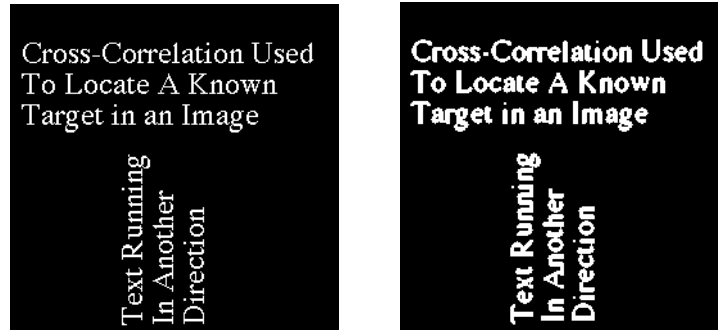 Cross-Correlation Used
To Locate A Known
Target in an Image
Text Running
In Another
Direction
Cross-Correlation Used
To Locate A Known
Target in an Image
Text Running
In Another
Direction